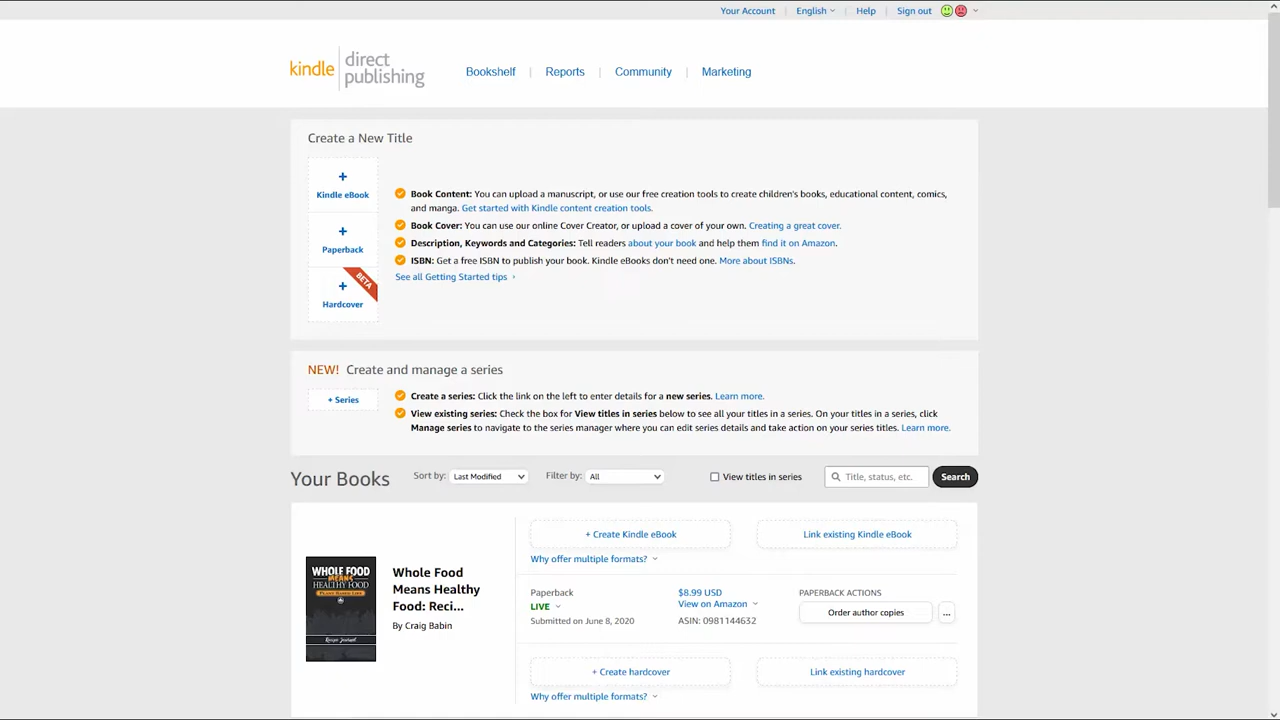 Your Account
English
Help
Sign out
kindle direct publishing
Bookshelf
Reports
Community
Marketing
Create a New Title
+
Kindle eBook
+
Paperback
BETA
+
Hardcover
Book Content: You can upload a manuscript, or use our free creation tools to create children's books, educational content, comics,
and manga. Get started with Kindle content creation tools.
Book Cover: You can use our online Cover Creator, or upload a cover of your own. Creating a great cover.
Description, Keywords and Categories: Tell readers about your book and help them find it on Amazon.
ISBN: Get a free ISBN to publish your book. Kindle eBooks don't need one. More about ISBNs.
See all Getting Started tips ›
NEW! Create and manage a series
+ Series
Create a series: Click the link on the left to enter details for a new series. Learn more.
View existing series: Check the box for View titles in series below to see all your titles in a series. On your titles in a series, click
Manage series to navigate to the series manager where you can edit series details and take action on your series titles. Learn more.
Your Books
Sort by: Last Modified
Filter by: All
View titles in series
Title, status, etc.
Search
WHOLE FOOD
MEANS
HEALTHY FOOD
PLANT BASED LIFE
Recipe Journal
Whole Food
Means Healthy
Food: Reci...
By Craig Babin
+ Create Kindle eBook
Link existing Kindle eBook
Why offer multiple formats?
Paperback
LIVE
Submitted on June 8, 2020
$8.99 USD
View on Amazon
ASIN: 0981144632
PAPERBACK ACTIONS
Order author copies
...
+ Create hardcover
Link existing hardcover
Why offer multiple formats?